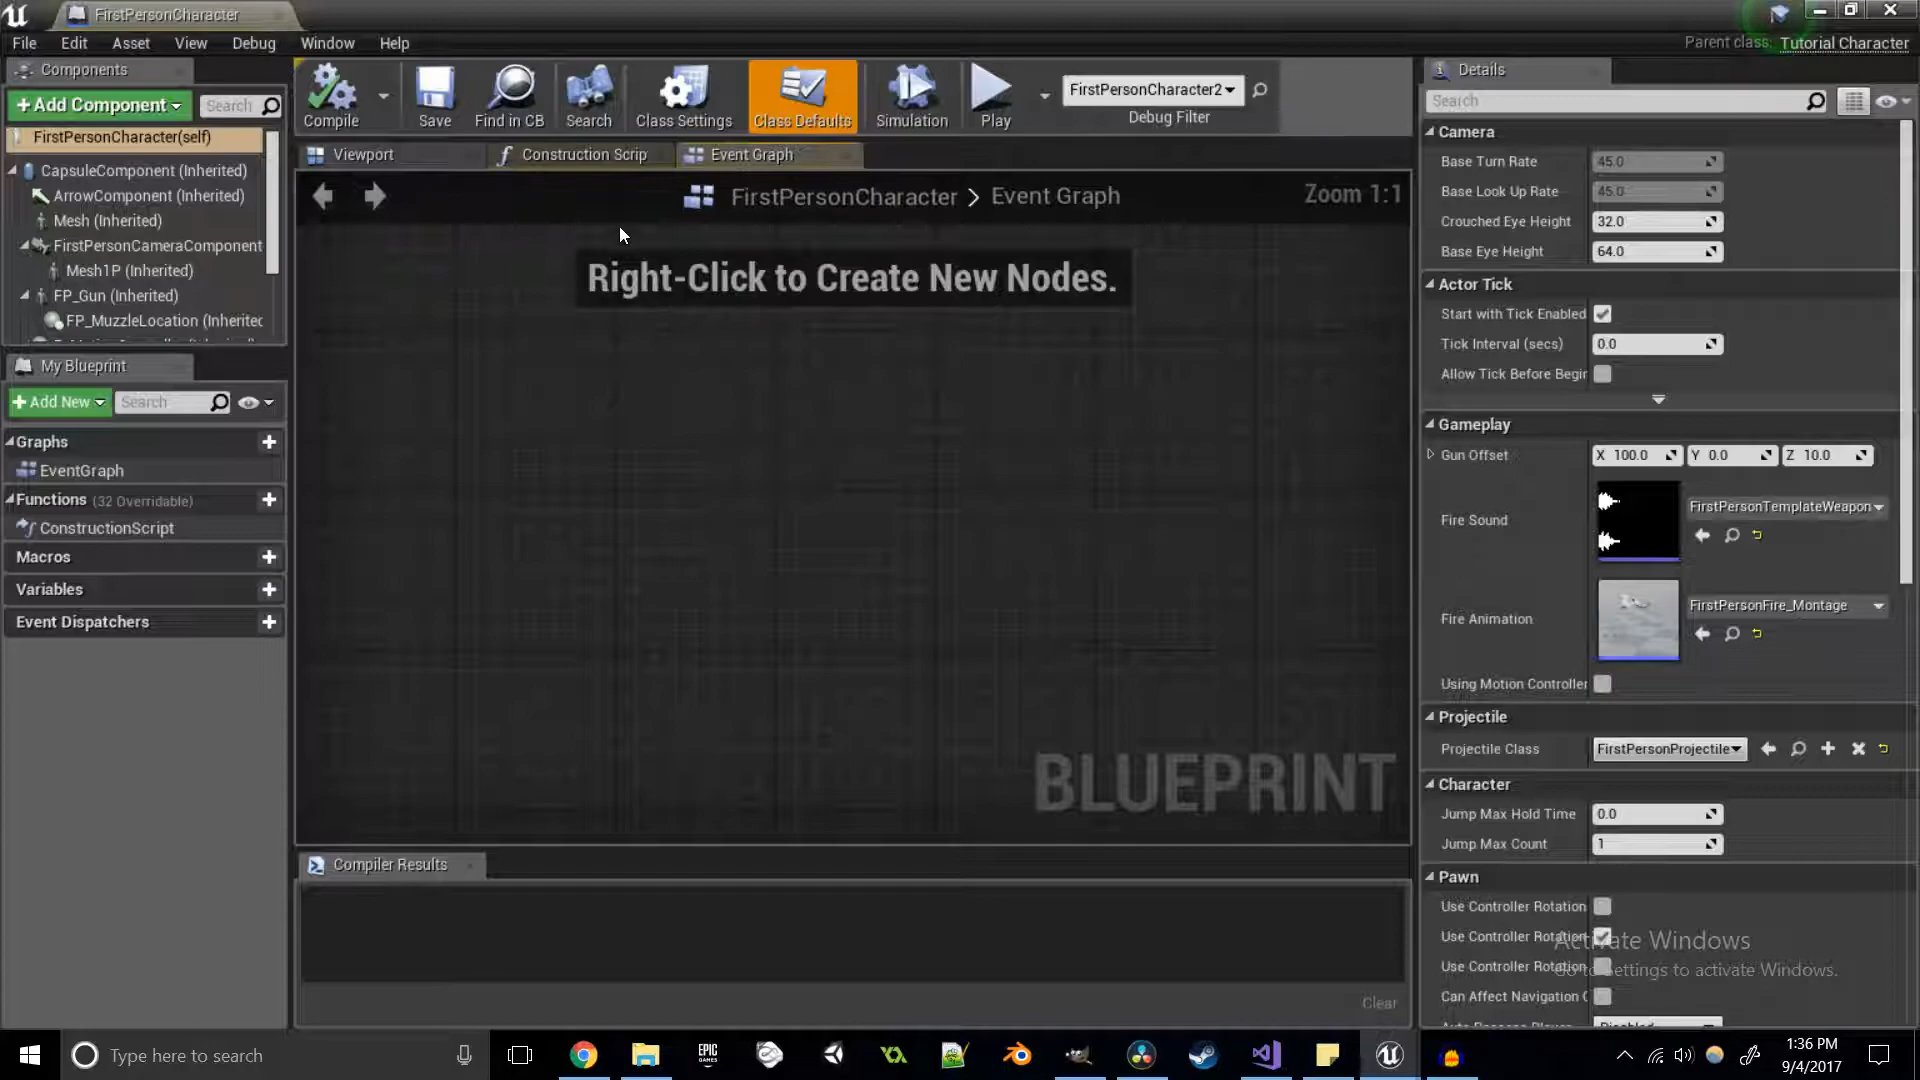 FirstPersonCharacter
File Edit Asset View Debug Window Help
Parent class: Tutorial Character
Components
Add Component
Search
FirstPersonCharacter(self)
CapsuleComponent (Inherited)
ArrowComponent (Inherited)
Mesh (Inherited)
FirstPersonCameraComponent
Mesh1P (Inherited)
FP_Gun (Inherited)
FP_MuzzleLocation (Inherited
My Blueprint
Add New
Search
Graphs
EventGraph
Functions (32 Overridable)
ConstructionScript
Macros
Variables
Event Dispatchers
Compile
Save
Find in CB
Search
Class Settings
Class Defaults
Simulation
Play
FirstPersonCharacter2
Debug Filter
Viewport
Construction Scrip
Event Graph
FirstPersonCharacter > Event Graph
Zoom 1:1
Right-Click to Create New Nodes.
BLUEPRINT
Compiler Results
Clear
Details
Search
Camera
Base Turn Rate 45.0
Base Look Up Rate 45.0
Crouched Eye Height 32.0
Base Eye Height 64.0
Actor Tick
Start with Tick Enabled
Tick Interval (secs) 0.0
Allow Tick Before Begin
Gameplay
Gun Offset X 100.0 Y 0.0 Z 10.0
Fire Sound FirstPersonTemplateWeapon
Fire Animation FirstPersonFire_Montage
Using Motion Controller
Projectile
Projectile Class FirstPersonProjectile
Character
Jump Max Hold Time 0.0
Jump Max Count 1
Pawn
Use Controller Rotation
Use Controller Rotation
Use Controller Rotation
Can Affect Navigation
Activate Windows
Go to Settings to activate Windows.
Type here to search
EPIC
GAMES
1:36 PM
9/4/2017